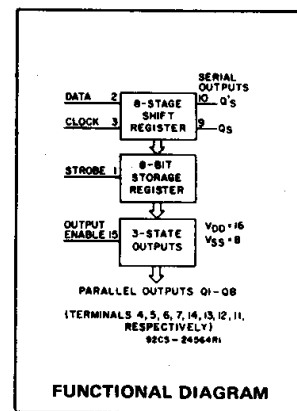 SERIAL
OUTPUTS
DATA 2
8-STAGE
SHIFT
REGISTER
10 Q'S
CLOCK 3
9 QS
STROBE 1
8-BIT
STORAGE
REGISTER
OUTPUT
ENABLE 15
3-STATE
OUTPUTS
VDD = 16
VSS = 8
PARALLEL OUTPUTS Q1-Q8
(TERMINALS 4, 5, 6, 7, 14, 13, 12, 11,
RESPECTIVELY)
92CS-24564R1
FUNCTIONAL DIAGRAM